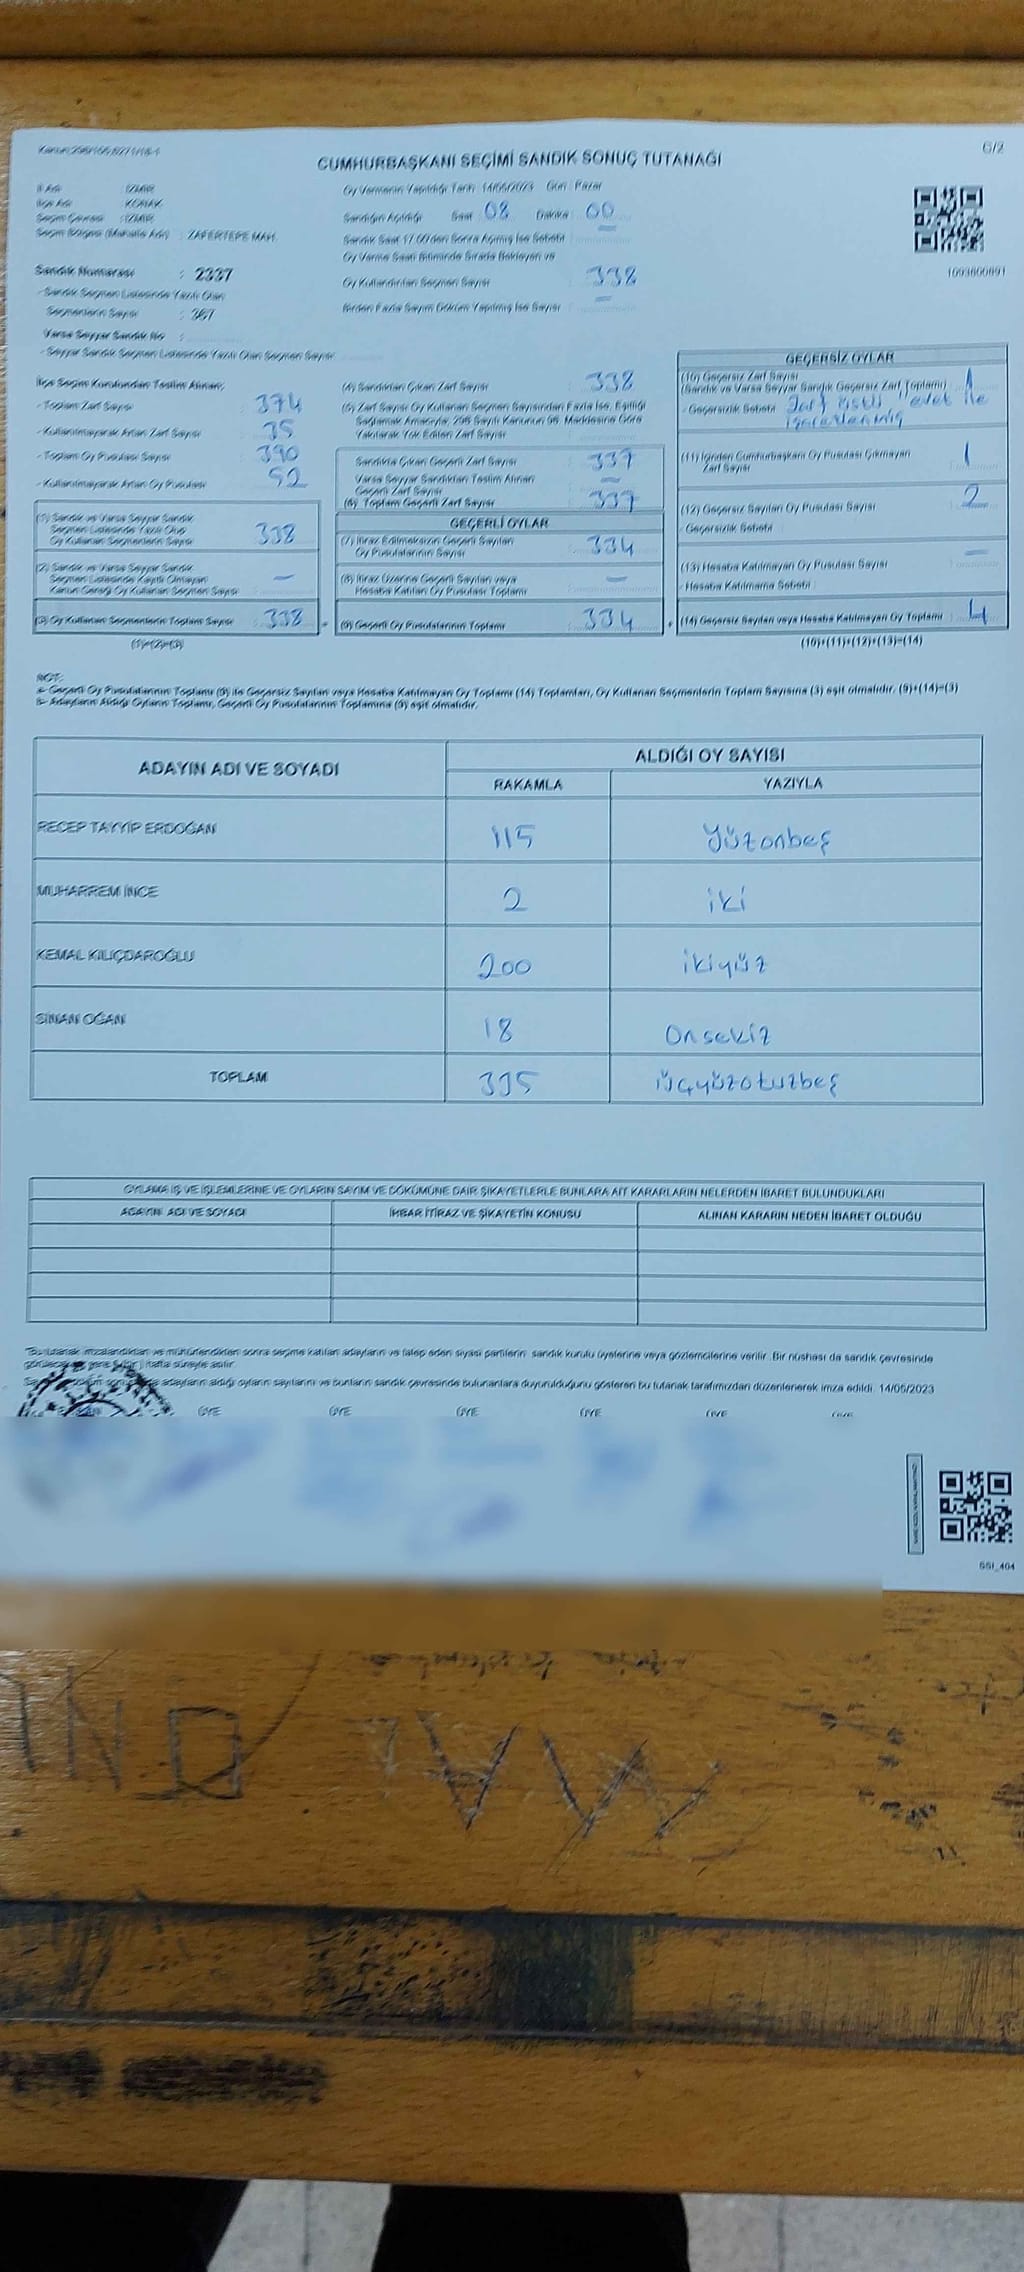 Kanun:298/105,6271/18-1
CUMHURBAŞKANI SEÇİMİ SANDIK SONUÇ TUTANAĞI
G/2
İl Adı : İZMİR
İlçe Adı : KONAK
Seçim Çevresi : İZMİR
Seçim Bölgesi (Mahalle Adı) : ZAFERTEPE MAH.
Sandık Numarası : 2337
- Sandık Seçmen Listesinde Yazılı Olan
Seçmenlerin Sayısı : 367
Varsa Seyyar Sandık No :
- Seyyar Sandık Seçmen Listesinde Yazılı Olan Seçmen Sayısı
Oy Vermenin Yapıldığı Tarih 14/05/2023 Gün : Pazar
Sandığın Açıldığı Saat : 08 Dakika : 00
Sandık Saat 17:00'den Sonra Açılmış İse Sebebi : —
Oy Verme Saati Bitiminde Sırada Bekleyen ve
Oy Kullandırılan Seçmen Sayısı : 338
Birden Fazla Sayım Döküm Yapılmış İse Sayısı : —
1093800891
İlçe Seçim Kurulundan Teslim Alınan;
- Toplam Zarf Sayısı : 374
- Kullanılmayarak Artan Zarf Sayısı : 35
- Toplam Oy Pusulası Sayısı : 390
- Kullanılmayarak Artan Oy Pusulası : 52
(1) Sandık ve Varsa Seyyar Sandık
Seçmen Listesinde Yazılı Olup
Oy Kullanan Seçmenlerin Sayısı : 338
(2) Sandık ve Varsa Seyyar Sandık
Seçmen Listesinde Kayıtlı Olmayan
Kanun Gereği Oy Kullanan Seçmen Sayısı : —
(3) Oy Kullanan Seçmenlerin Toplam Sayısı : 338
(1)+(2)=(3)
(4) Sandıktan Çıkan Zarf Sayısı : 338
(5) Zarf Sayısı Oy Kullanan Seçmen Sayısından Fazla İse, Eşitliği
Sağlamak Amacıyla, 298 Sayılı Kanunun 98. Maddesine Göre
Yakılarak Yok Edilen Zarf Sayısı
Sandıkta Çıkan Geçerli Zarf Sayısı : 337
Varsa Seyyar Sandıktan Teslim Alınan
Geçerli Zarf Sayısı : —
(6) Toplam Geçerli Zarf Sayısı : 337
GEÇERLİ OYLAR
(7) İtiraz Edilmeksizin Geçerli Sayılan
Oy Pusulalarının Sayısı : 334
(8) İtiraz Üzerine Geçerli Sayılan veya
Hesaba Katılan Oy Pusulası Toplamı : —
(9) Geçerli Oy Pusulalarının Toplamı : 334
GEÇERSİZ OYLAR
(10) Geçersiz Zarf Sayısı
(Sandık ve Varsa Seyyar Sandık Geçersiz Zarf Toplamı) : 1
- Geçersizlik Sebebi : Zarf üstü "evet" ile
işaretlenmiş
(11) İçinden Cumhurbaşkanı Oy Pusulası Çıkmayan
Zarf Sayısı : 1
(12) Geçersiz Sayılan Oy Pusulası Sayısı : 2
- Geçersizlik Sebebi :
(13) Hesaba Katılmayan Oy Pusulası Sayısı : —
- Hesaba Katılmama Sebebi :
(14) Geçersiz Sayılan veya Hesaba Katılmayan Oy Toplamı : 4
(10)+(11)+(12)+(13)=(14)
NOT:
a- Geçerli Oy Pusulalarının Toplamı (9) ile Geçersiz Sayılan veya Hesaba Katılmayan Oy Toplamı (14) Toplamları, Oy Kullanan Seçmenlerin Toplam Sayısına (3) eşit olmalıdır. (9)+(14)=(3)
b- Adayların Aldığı Oyların Toplamı, Geçerli Oy Pusulalarının Toplamına (9) eşit olmalıdır.
ADAYIN ADI VE SOYADI
ALDIĞI OY SAYISI
RAKAMLA YAZIYLA
RECEP TAYYİP ERDOĞAN 115 Yüzonbeş
MUHARREM İNCE 2 iki
KEMAL KILIÇDAROĞLU 200 ikiyüz
SİNAN OĞAN 18 Onsekiz
TOPLAM 335 üçyüzotuzbeş
OYLAMA İŞ VE İŞLEMLERİNE VE OYLARIN SAYIM VE DÖKÜMÜNE DAİR ŞİKAYETLERLE BUNLARA AİT KARARLARIN NELERDEN İBARET BULUNDUKLARI
ADAYIN ADI VE SOYADI İHBAR İTİRAZ VE ŞİKAYETİN KONUSU ALINAN KARARIN NEDEN İBARET OLDUĞU
"Bu tutanak imzalandıktan ve mühürlendikten sonra seçime katılan adayların ve talep eden siyasi partilerin sandık kurulu üyelerine veya gözlemcilerine verilir. Bir nüshası da sandık çevresinde
hafta süreyle asılır.
adayların aldığı oyların sayılarını ve bunların sandık çevresinde bulunanlara duyurulduğunu gösteren bu tutanak tarafımızdan düzenlenerek imza edildi. 14/05/2023
ÜYE ÜYE ÜYE ÜYE ÜYE ÜYE
SSI_404